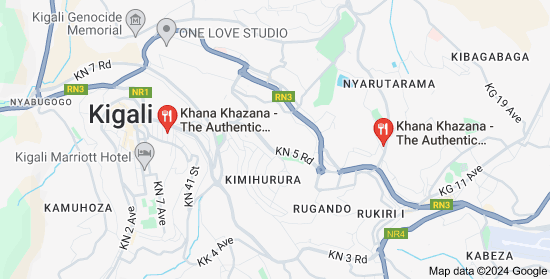 Kigali Genocide
Memorial
ONE LOVE STUDIO
KIBAGABAGA
KN 7 Rd
RN3
NR1
RN3
NYARUTARAMA
KG 19 Ave
NYABUGOGO
Kigali
Khana Khazana -
The Authentic...
Khana Khazana -
The Authentic...
Kigali Marriott Hotel
KN 5 Rd
KN 41 St
KIMIHURURA
KG 11 Ave
KAMUHOZA
KN 7 Ave
KN 2 Ave
RUGANDO
RUKIRI I
RN3
NR4
KK 4 Ave
KN 3 Rd
KABEZA
Map data ©2024 Google